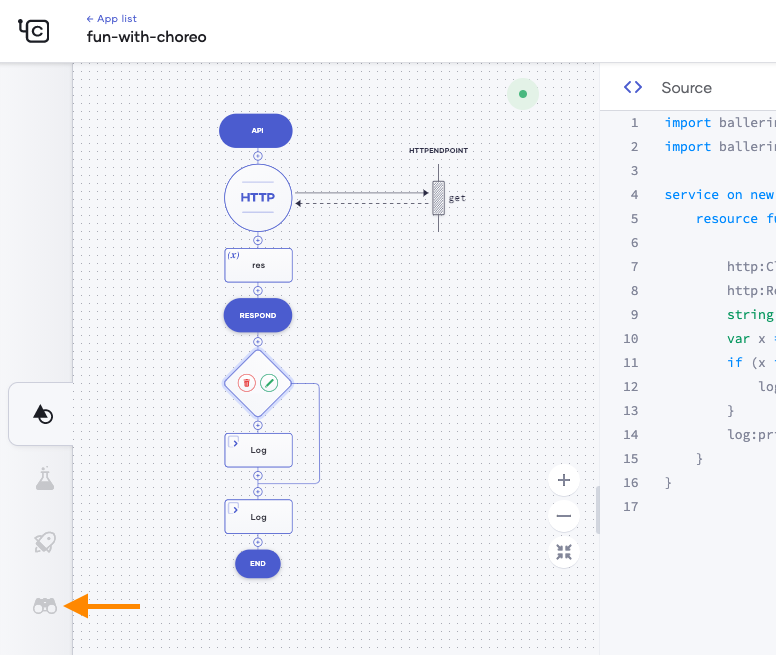 ← App list
fun-with-choreo
API
HTTPENDPOINT
HTTP
get
(x)
res
RESPOND
Log
Log
END
Source
1 import ballerin
2 import ballerin
3
4 service on new
5 resource fu
6
7 http:Cl
8 http:Re
9 string
10 var x =
11 if (x i
12 log
13 }
14 log:pri
15 }
16 }
17